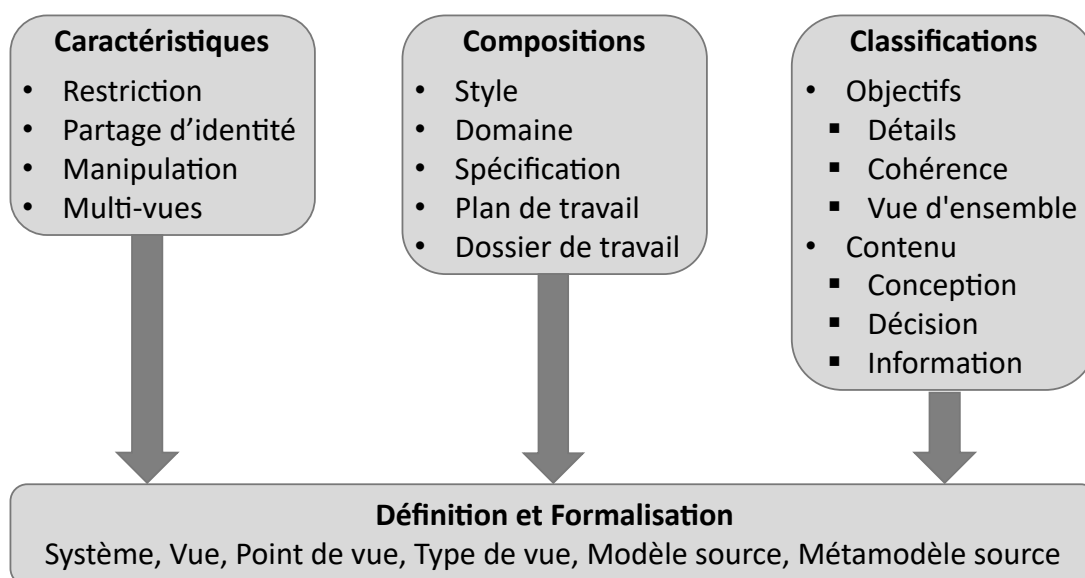 Caractéristiques
• Restriction
• Partage d’identité
• Manipulation
• Multi-vues
Compositions
• Style
• Domaine
• Spécification
• Plan de travail
• Dossier de travail
Classifications
• Objectifs
▪ Détails
▪ Cohérence
▪ Vue d'ensemble
• Contenu
▪ Conception
▪ Décision
▪ Information
Définition et Formalisation
Système, Vue, Point de vue, Type de vue, Modèle source, Métamodèle source